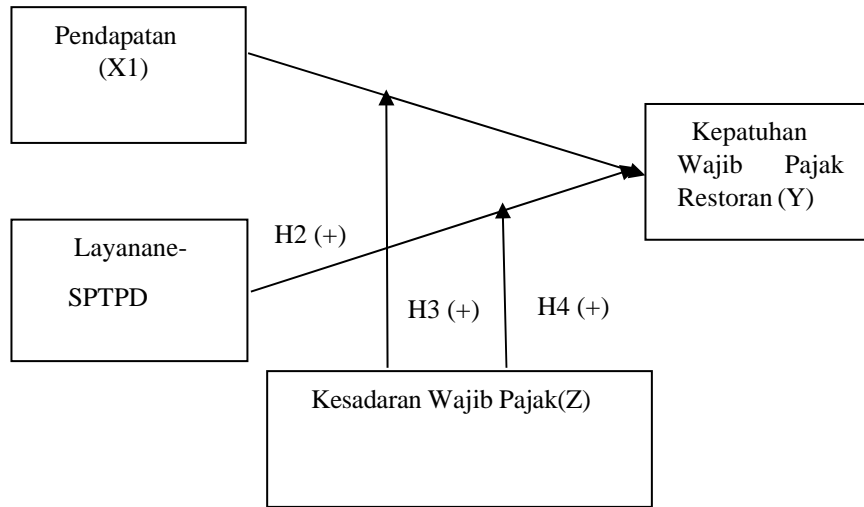 Pendapatan
(X1)
Kepatuhan
Wajib Pajak
Restoran (Y)
H2 (+)
Layanane-
SPTPD
H3 (+)
H4 (+)
Kesadaran Wajib Pajak(Z)